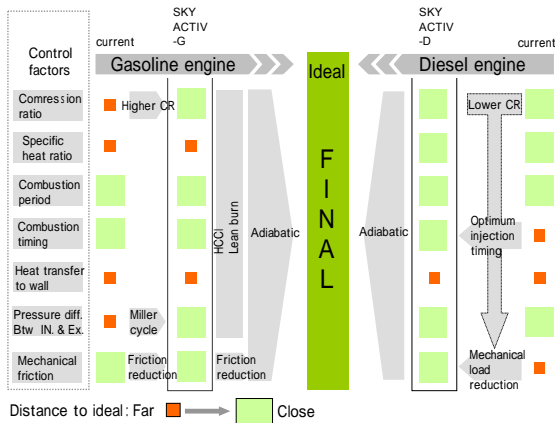 SKY
ACTIV
-G
SKY
ACTIV
-D
Control
factors
current
current
Gasoline engine
Ideal
Diesel engine
Comression
ratio
Higher CR
Lower CR
Specific
heat ratio
Combustion
period
Combustion
timing
HCCI
Lean burn
Adiabatic
FINAL
Adiabatic
Optimum
injection
timing
Heat transfer
to wall
Pressure diff.
Btw IN. & Ex.
Miller
cycle
Mechanical
friction
Friction
reduction
Friction
reduction
Mechanical
load
reduction
Distance to ideal: Far
Close